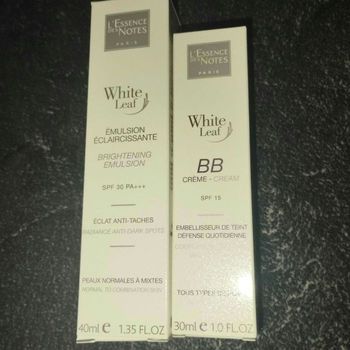 L'ESSENCE
DES NOTES
PARIS
White
Leaf
ÉMULSION
ÉCLAIRCISSANTE
BRIGHTENING
EMULSION
SPF 30 PA+++
ÉCLAT ANTI-TACHES
RADIANCE ANTI-DARK SPOTS
PEAUX NORMALES À MIXTES
NORMAL TO COMBINATION SKIN
40ml e 1.35 FL.OZ
L'ESSENCE
DES NOTES
PARIS
White
Leaf
BB
CRÈME - CREAM
SPF 15
EMBELLISSEUR DE TEINT
DÉFENSE QUOTIDIENNE
TOUS TYPES
30ml e 1.0 FL.OZ